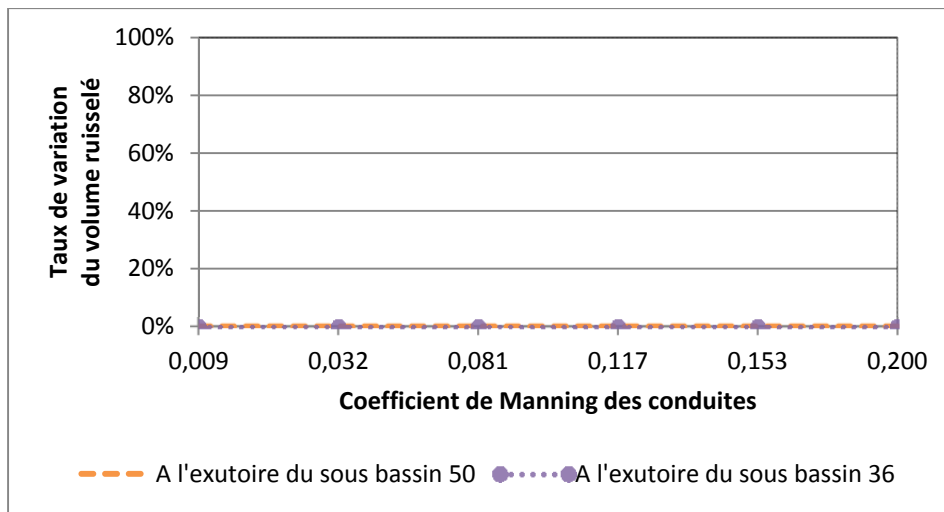 100%
80%
60%
40%
20%
0%
Taux de variation
du volume ruisselé
0,009 0,032 0,081 0,117 0,153 0,200
Coefficient de Manning des conduites
A l'exutoire du sous bassin 50 A l'exutoire du sous bassin 36